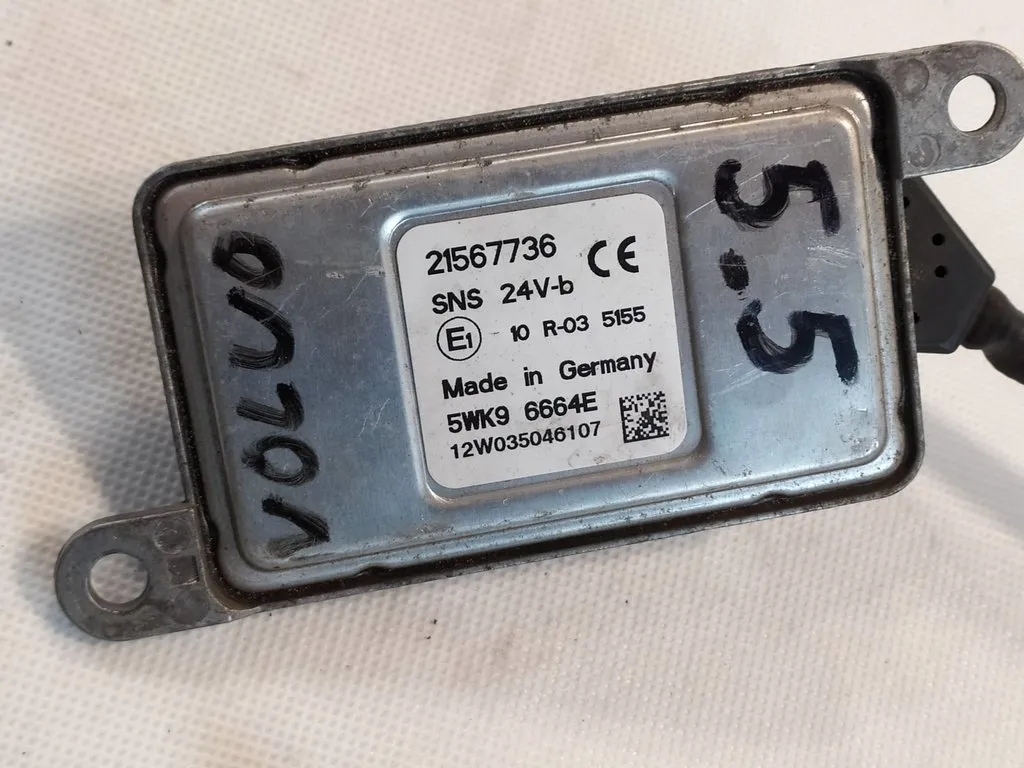 VOLVO
21567736
CE
SNS 24V-b
E1 10 R-03 5155
Made in Germany
5WK9 6664E
12W035046107
5.5